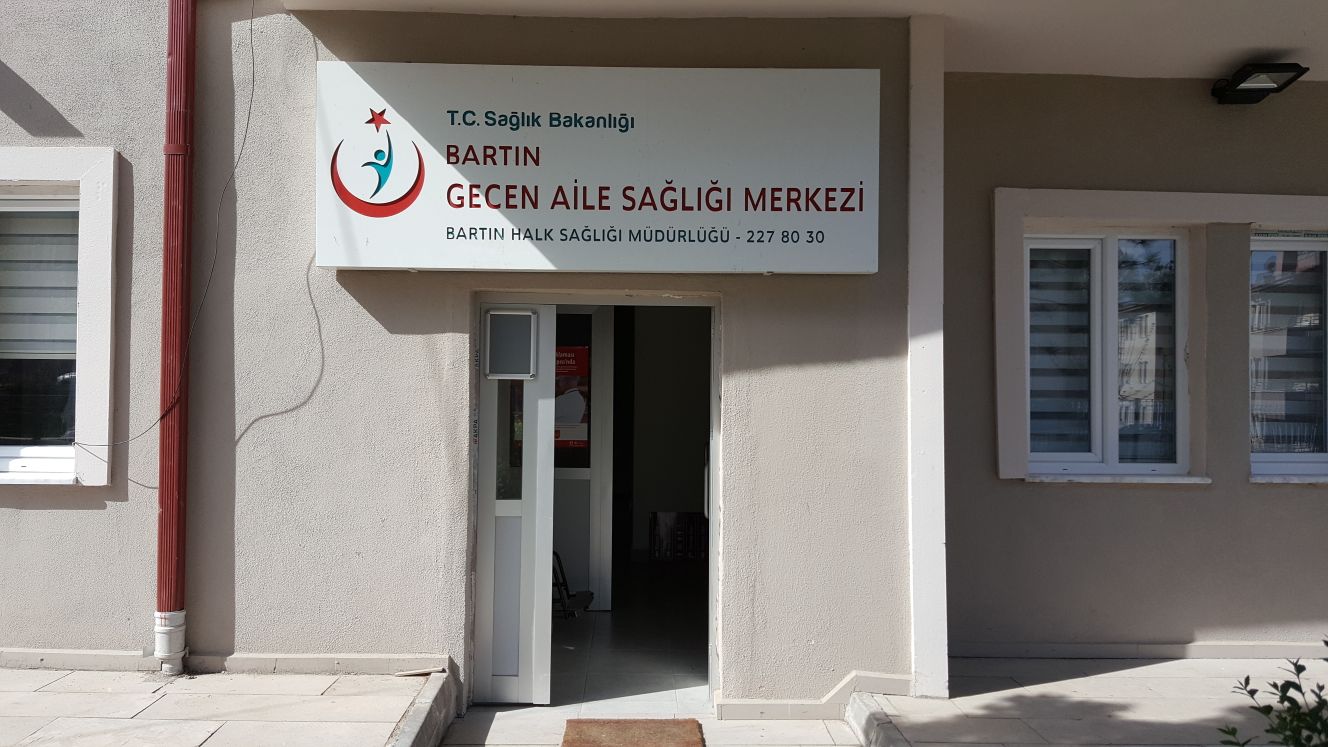 T.C. Sağlık Bakanlığı
BARTIN
GECEN AİLE SAĞLIĞI MERKEZİ
BARTIN HALK SAĞLIĞI MÜDÜRLÜĞÜ - 227 80 30